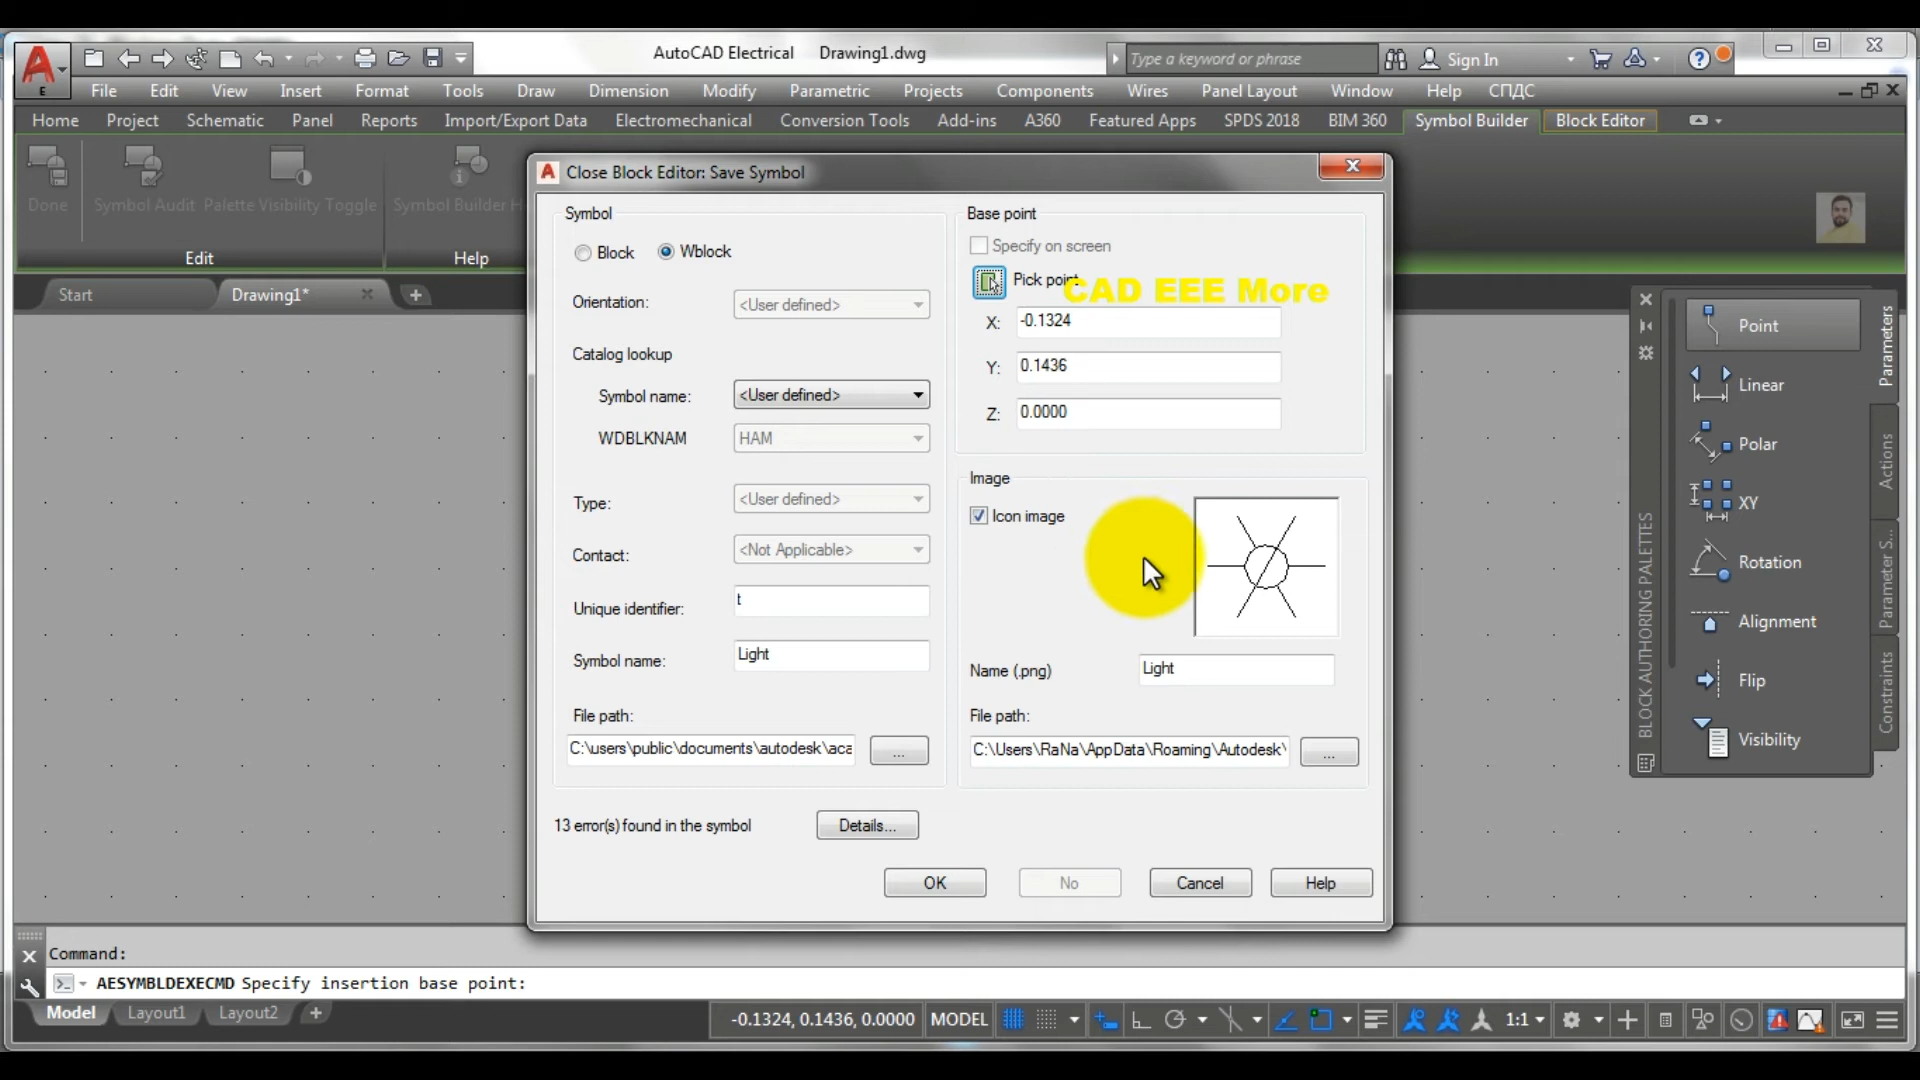 AutoCAD Electrical Drawing1.dwg
Type a keyword or phrase
Sign In
File Edit View Insert Format Tools Draw Dimension Modify Parametric Projects Components Wires Panel Layout Window Help СПДС
Home Project Schematic Panel Reports Import/Export Data Electromechanical Conversion Tools Add-ins A360 Featured Apps SPDS 2018 BIM 360 Symbol Builder Block Editor
Done Symbol Audit Palette Visibility Toggle Symbol Builder H
Edit Help
Start Drawing1*
Close Block Editor: Save Symbol
Symbol
Block Wblock
Orientation: <User defined>
Catalog lookup
Symbol name: <User defined>
WDBLKNAM HAM
Type: <User defined>
Contact: <Not Applicable>
Unique identifier: t
Symbol name: Light
File path:
C:\users\public\documents\autodesk\aca ...
13 error(s) found in the symbol Details...
Base point
Specify on screen
Pick point
CAD EEE More
X: -0.1324
Y: 0.1436
Z: 0.0000
Image
Icon image
Name (.png) Light
File path:
C:\Users\RaNa\AppData\Roaming\Autodesk\ ...
OK No Cancel Help
Point
Linear
Polar
XY
Rotation
Alignment
Flip
Visibility
Parameters
Actions
Parameter S...
Constraints
BLOCK AUTHORING PALETTES
Command:
AESYMBLDEXECMD Specify insertion base point:
Model Layout1 Layout2
-0.1324, 0.1436, 0.0000 MODEL 1:1